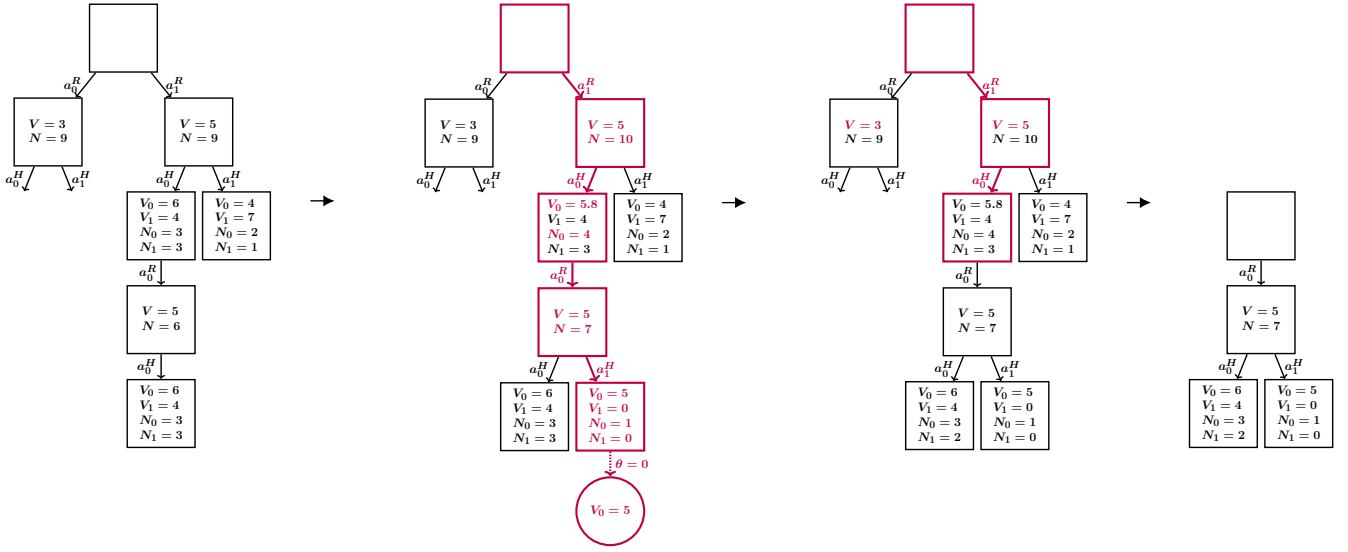 a_0^R a_1^R
V = 3
N = 9
V = 5
N = 9
a_0^H a_1^H a_0^H a_1^H
V_0 = 6
V_1 = 4
N_0 = 3
N_1 = 3
V_0 = 4
V_1 = 7
N_0 = 2
N_1 = 1
a_0^R
V = 5
N = 6
a_0^H
V_0 = 6
V_1 = 4
N_0 = 3
N_1 = 3
a_0^R a_1^R
V = 3
N = 9
V = 5
N = 10
a_0^H a_1^H a_0^H a_1^H
V_0 = 5.8
V_1 = 4
N_0 = 4
N_1 = 3
V_0 = 4
V_1 = 7
N_0 = 2
N_1 = 1
a_0^R
V = 5
N = 7
a_0^H a_1^H
V_0 = 6
V_1 = 4
N_0 = 3
N_1 = 3
V_0 = 5
V_1 = 0
N_0 = 1
N_1 = 0
θ = 0
V_0 = 5
a_0^R a_1^R
V = 3
N = 9
V = 5
N = 10
a_0^H a_1^H a_0^H a_1^H
V_0 = 5.8
V_1 = 4
N_0 = 4
N_1 = 3
V_0 = 4
V_1 = 7
N_0 = 2
N_1 = 1
a_0^R
V = 5
N = 7
a_0^H a_1^H
V_0 = 6
V_1 = 4
N_0 = 3
N_1 = 2
V_0 = 5
V_1 = 0
N_0 = 1
N_1 = 0
a_0^R
V = 5
N = 7
a_0^H a_1^H
V_0 = 6
V_1 = 4
N_0 = 3
N_1 = 2
V_0 = 5
V_1 = 0
N_0 = 1
N_1 = 0